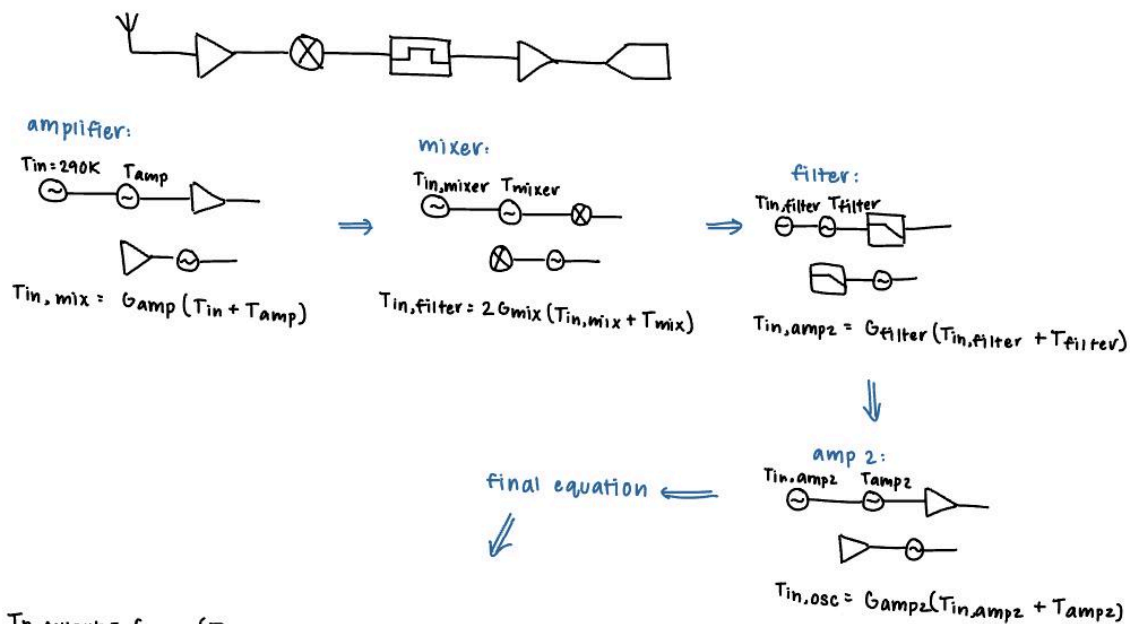 amplifier:
Tin=290K Tamp
Tin,mix = Gamp (Tin + Tamp)
mixer:
Tin,mixer Tmixer
Tin,filter = 2Gmix (Tin,mix + Tmix)
filter:
Tin,filter Tfilter
Tin,amp2 = Gfilter (Tin,filter + Tfilter)
amp 2:
Tin,amp2 Tamp2
Tin,osc = Gamp2(Tin,amp2 + Tamp2)
final equation